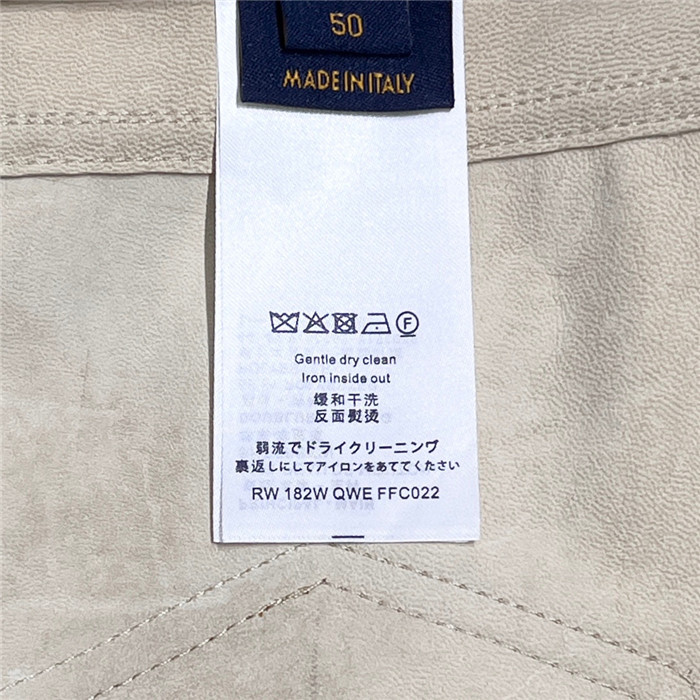 50
MADE IN ITALY
Gentle dry clean
Iron inside out
缓和干洗
反面熨烫
弱流でドライクリーニング
裏返しにしてアイロンをあててください
RW 182W QWE FFC022